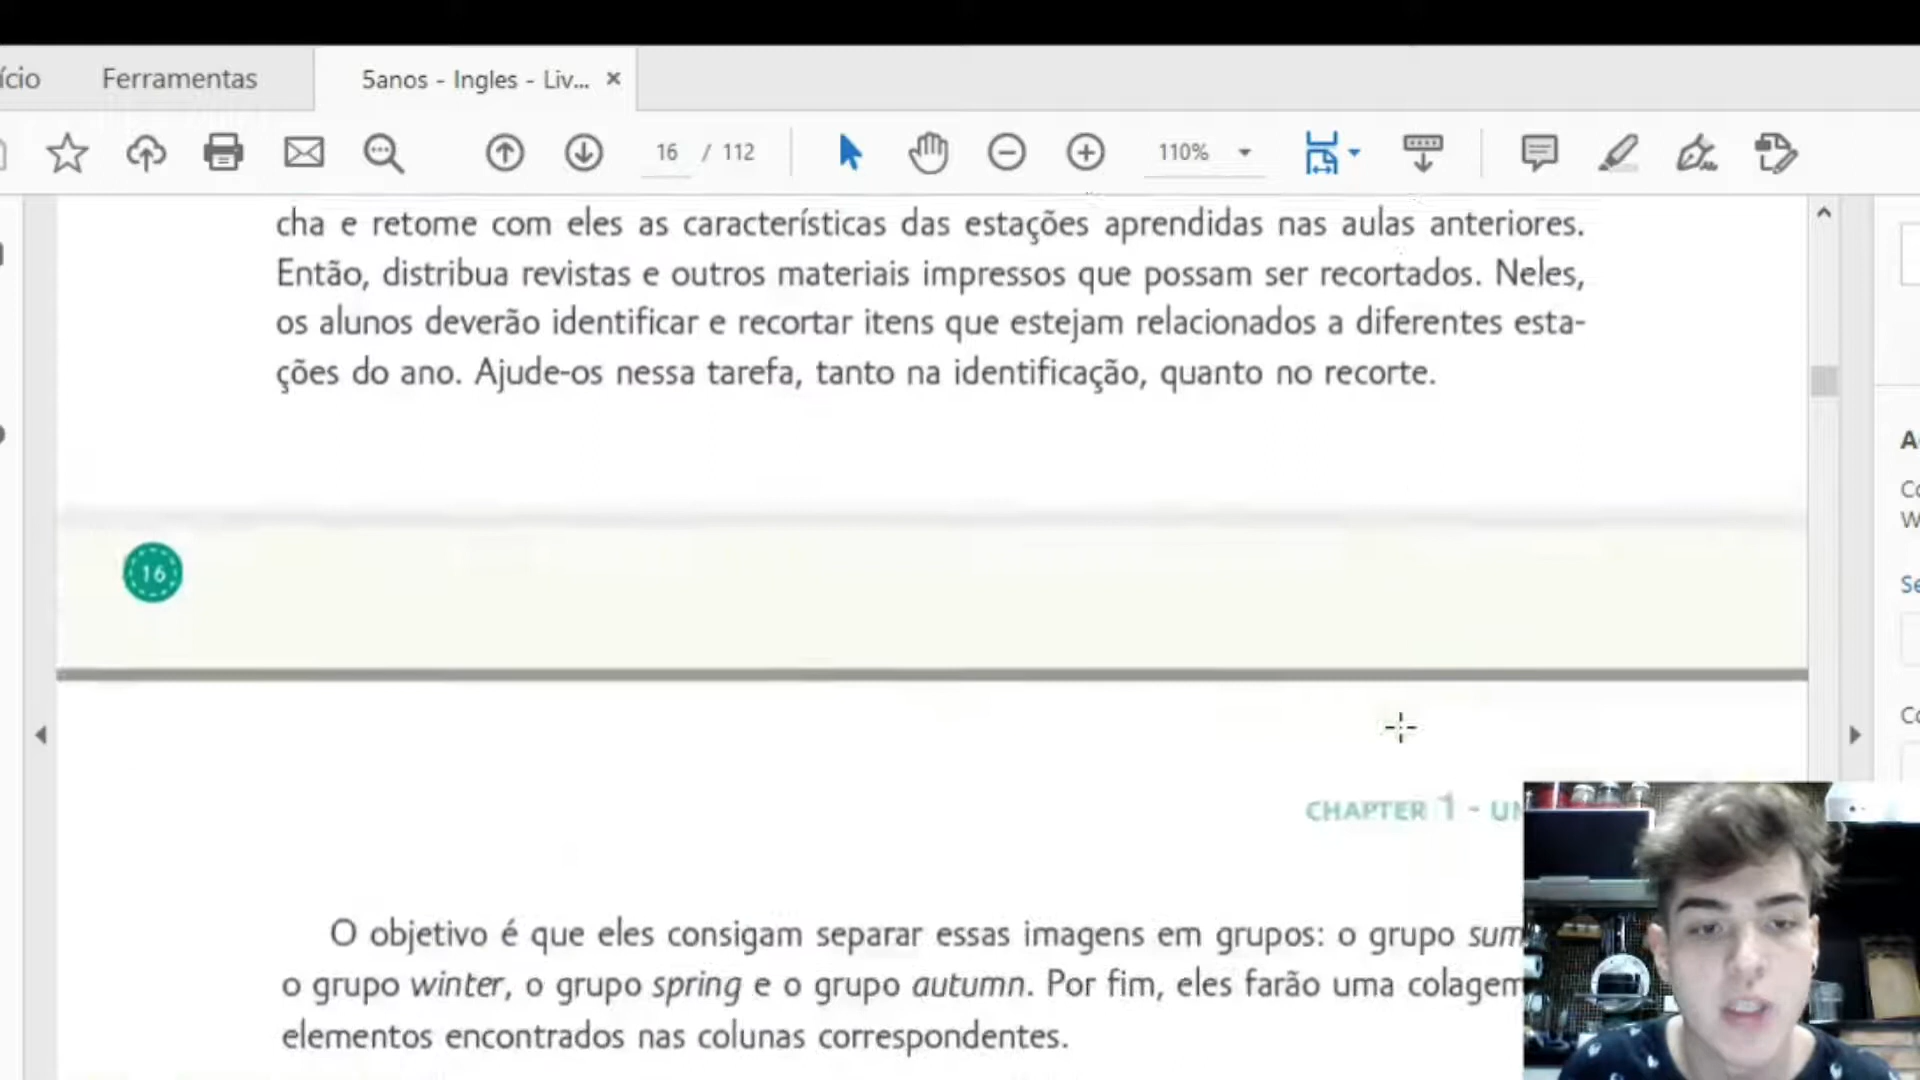 ício
Ferramentas
5anos - Ingles - Liv...
16 / 112
110%
cha e retome com eles as características das estações aprendidas nas aulas anteriores.
Então, distribua revistas e outros materiais impressos que possam ser recortados. Neles,
os alunos deverão identificar e recortar itens que estejam relacionados a diferentes esta-
ções do ano. Ajude-os nessa tarefa, tanto na identificação, quanto no recorte.
16
CHAPTER 1 - UN
O objetivo é que eles consigam separar essas imagens em grupos: o grupo sum
o grupo winter, o grupo spring e o grupo autumn. Por fim, eles farão uma colagem
elementos encontrados nas colunas correspondentes.
Se
Co
W